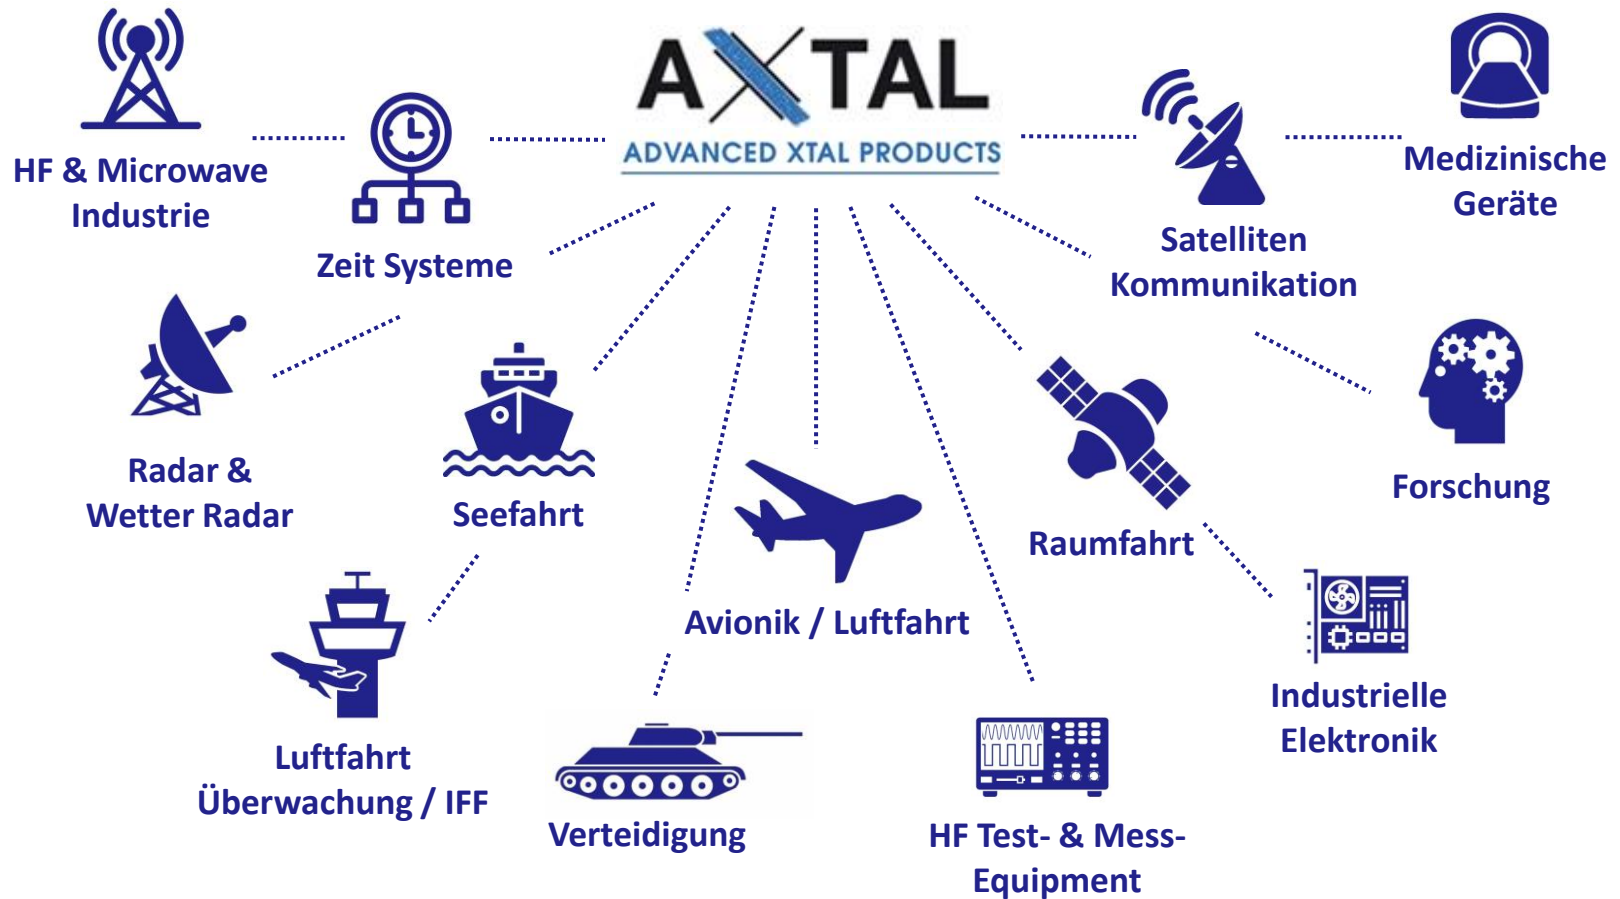 AXTAL
ADVANCED XTAL PRODUCTS
HF & Microwave
Industrie
Zeit Systeme
Satelliten
Kommunikation
Medizinische
Geräte
Radar &
Wetter Radar
Seefahrt
Avionik / Luftfahrt
Raumfahrt
Forschung
Luftfahrt
Überwachung / IFF
Verteidigung
HF Test- & Mess-
Equipment
Industrielle
Elektronik